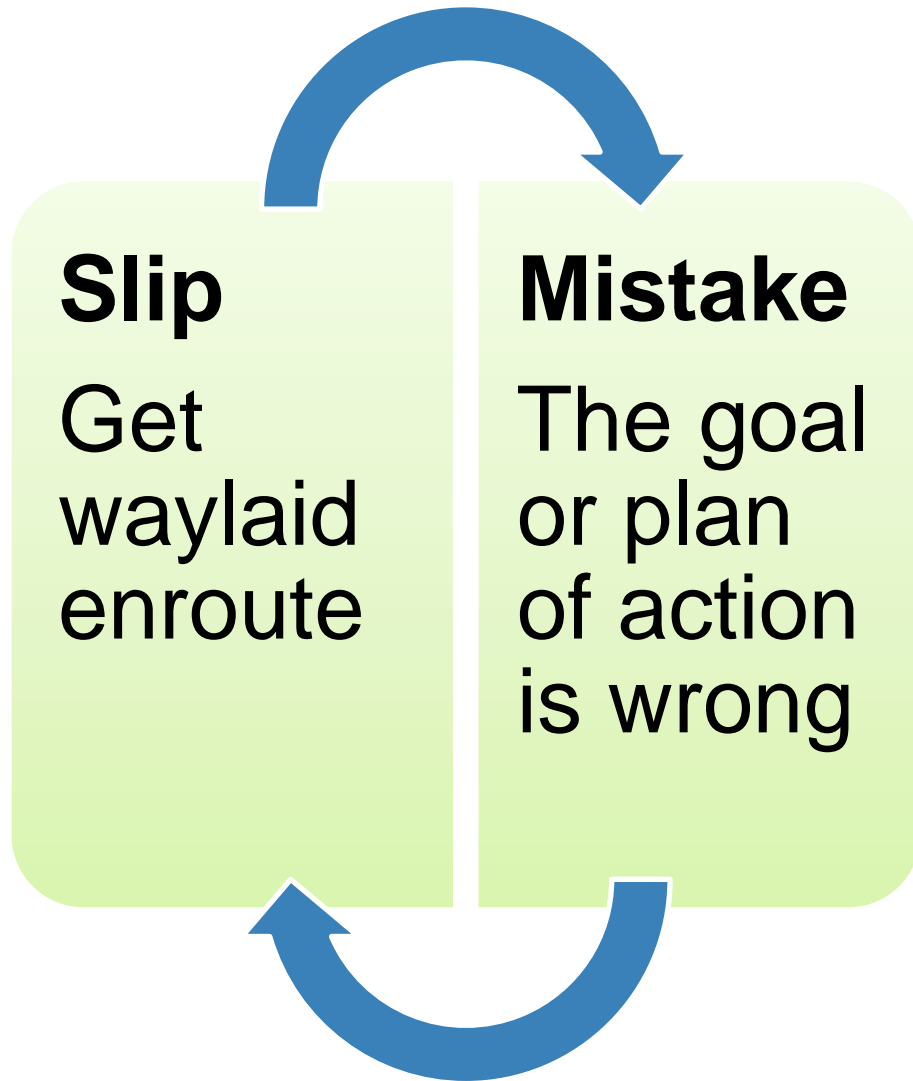 Slip
Get
waylaid
enroute
Mistake
The goal
or plan
of action
is wrong